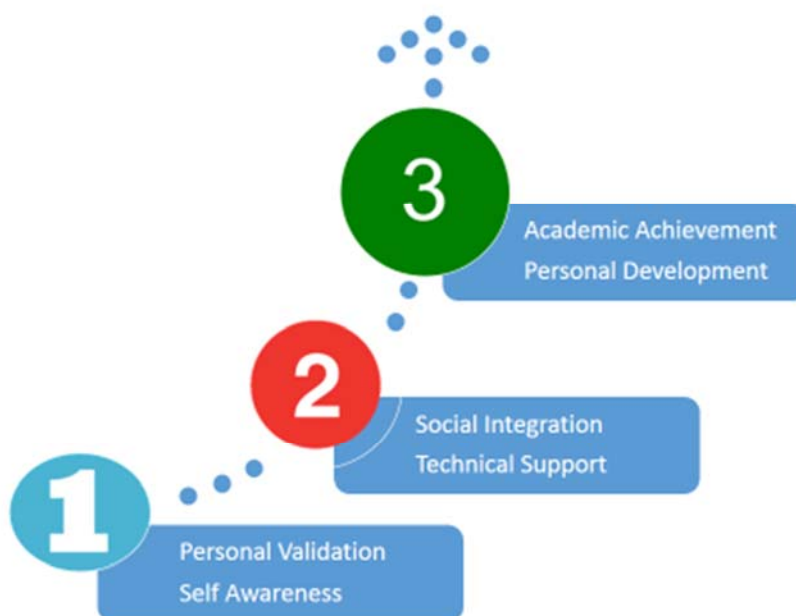 3
Academic Achievement
Personal Development
2
Social Integration
Technical Support
1
Personal Validation
Self Awareness